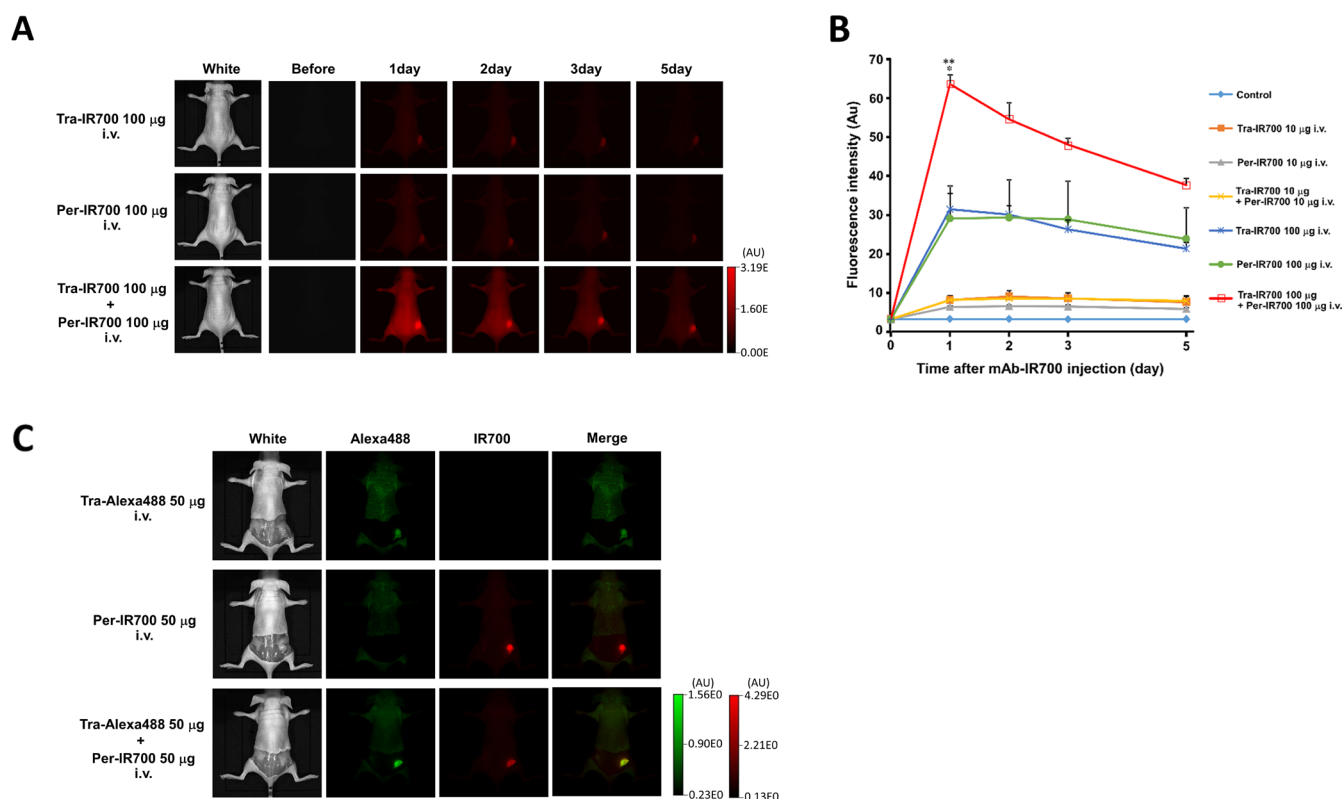 A
White Before 1day 2day 3day 5day
Tra-IR700 100 μg
i.v.
Per-IR700 100 μg
i.v.
Tra-IR700 100 μg
+
Per-IR700 100 μg
i.v.
(AU)
3.19E
1.60E
0.00E
B
Fluorescence intensity (Au)
70
60
50
40
30
20
10
0
**
*
0 1 2 3 5
Time after mAb-IR700 injection (day)
Control
Tra-IR700 10 μg i.v.
Per-IR700 10 μg i.v.
Tra-IR700 10 μg
+ Per-IR700 10 μg i.v.
Tra-IR700 100 μg i.v.
Per-IR700 100 μg i.v.
Tra-IR700 100 μg
+ Per-IR700 100 μg i.v.
C
White Alexa488 IR700 Merge
Tra-Alexa488 50 μg
i.v.
Per-IR700 50 μg
i.v.
Tra-Alexa488 50 μg
+
Per-IR700 50 μg
i.v.
(AU) (AU)
1.56E0 4.29E0
0.90E0 2.21E0
0.23E0 0.13E0